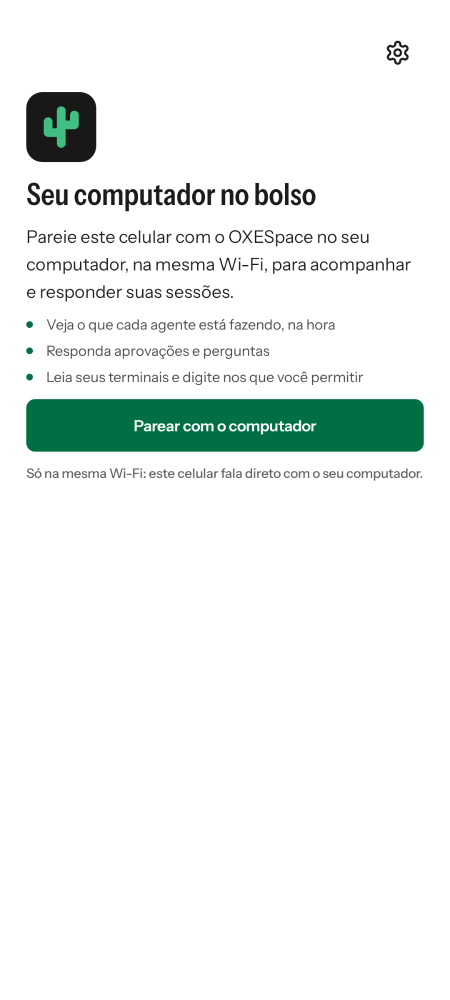 Seu computador no bolso
Pareie este celular com o OXESpace no seu
computador, na mesma Wi-Fi, para acompanhar
e responder suas sessões.
Veja o que cada agente está fazendo, na hora
Responda aprovações e perguntas
Leia seus terminais e digite nos que você permitir
Parear com o computador
Só na mesma Wi-Fi: este celular fala direto com o seu computador.